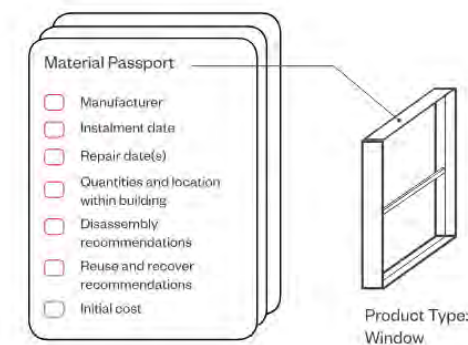 Material Passport
Manufacturer
Instalment date
Repair date(s)
Quantities and location
within building
Disassembly
recommendations
Reuse and recover
recommendations
Initial cost
Product Type:
Window